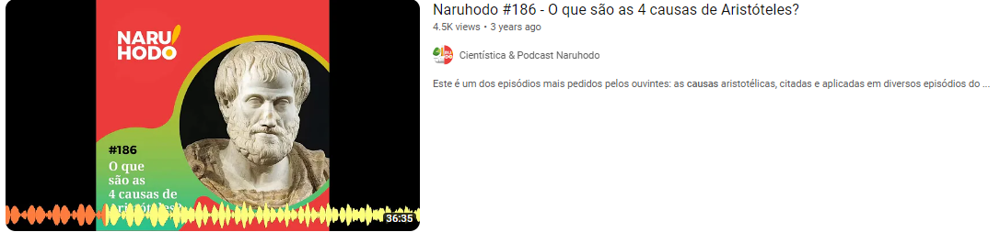 NARU
HODO
#186
O que
são as
4 causas de
Aristóteles?
36:35
Naruhodo #186 - O que são as 4 causas de Aristóteles?
4.5K views • 3 years ago
Cientística & Podcast Naruhodo
Este é um dos episódios mais pedidos pelos ouvintes: as causas aristotélicas, citadas e aplicadas em diversos episódios do ...